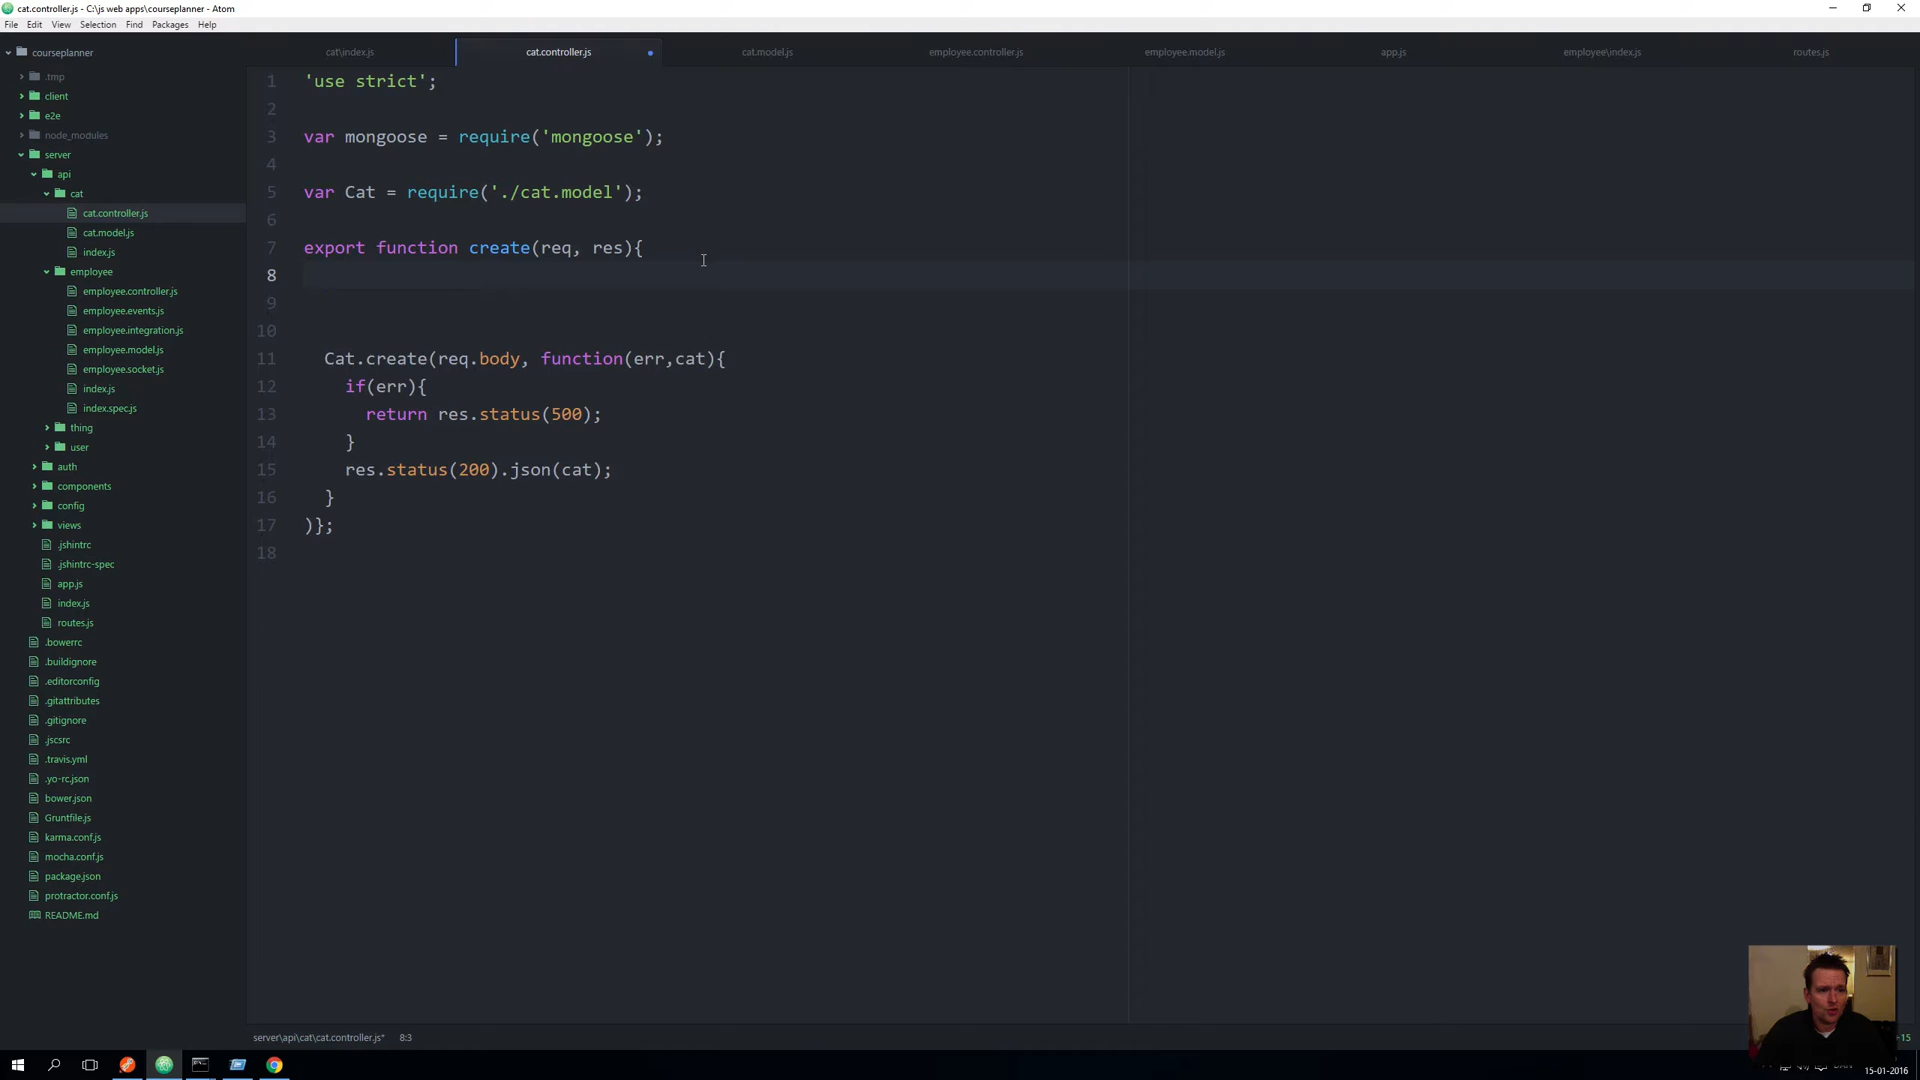 cat.controller.js - C:\js web apps\courseplanner - Atom
File Edit View Selection Find Packages Help
courseplanner
.tmp
client
e2e
node_modules
server
api
cat
cat.controller.js
cat.model.js
index.js
employee
employee.controller.js
employee.events.js
employee.integration.js
employee.model.js
employee.socket.js
index.js
index.spec.js
thing
user
auth
components
config
views
.jshintrc
.jshintrc-spec
app.js
index.js
routes.js
.bowerrc
.buildignore
.editorconfig
.gitattributes
.gitignore
.jscsrc
.travis.yml
.yo-rc.json
bower.json
Gruntfile.js
karma.conf.js
mocha.conf.js
package.json
protractor.conf.js
README.md
cat\index.js cat.controller.js cat.model.js employee.controller.js employee.model.js app.js employee\index.js routes.js
1 'use strict';
2
3 var mongoose = require('mongoose');
4
5 var Cat = require('./cat.model');
6
7 export function create(req, res){
8
9
10
11 Cat.create(req.body, function(err,cat){
12 if(err){
13 return res.status(500);
14 }
15 res.status(200).json(cat);
16 }
17 )};
18
server\api\cat\cat.controller.js* 8:3
15-01-2016